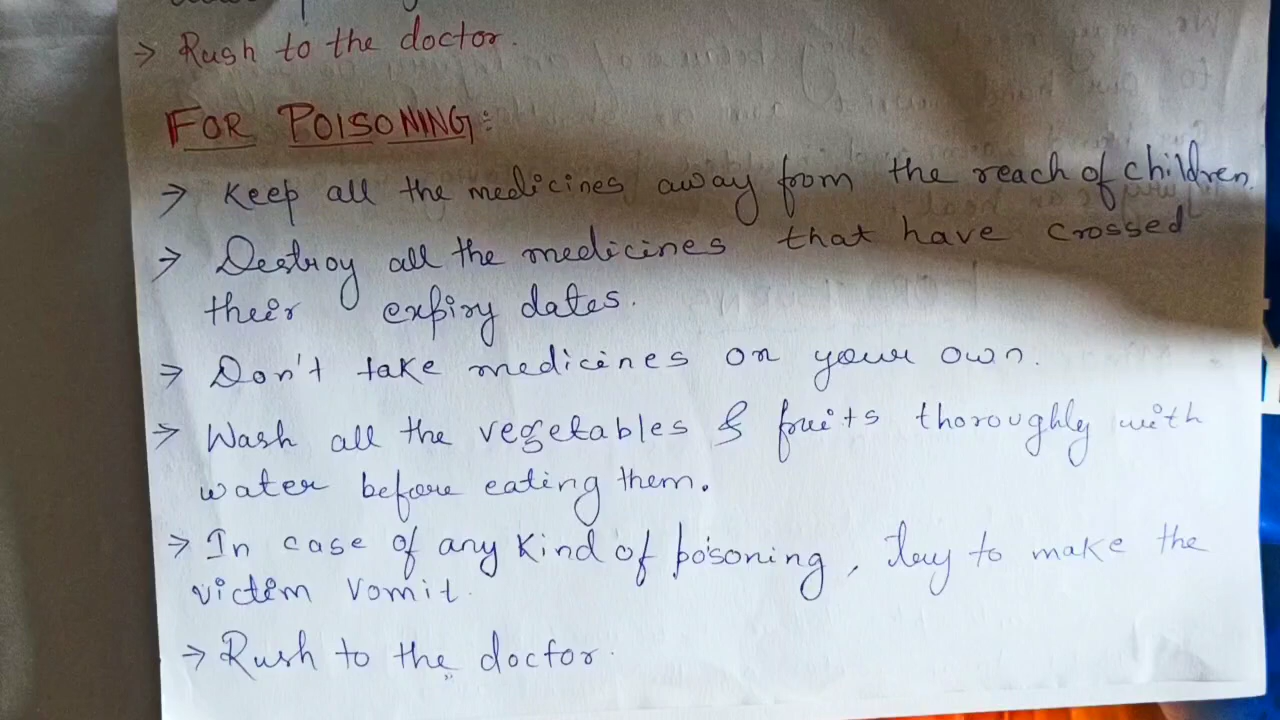 → Rush to the doctor.
FOR POISONING:
→ Keep all the medicines away from the reach of children.
→ Destroy all the medicines that have crossed
their expiry dates.
→ Don't take medicines on your own.
→ Wash all the vegetables & fruits thoroughly with
water before eating them.
→ In case of any kind of poisoning, try to make the
victim vomit.
→ Rush to the doctor.